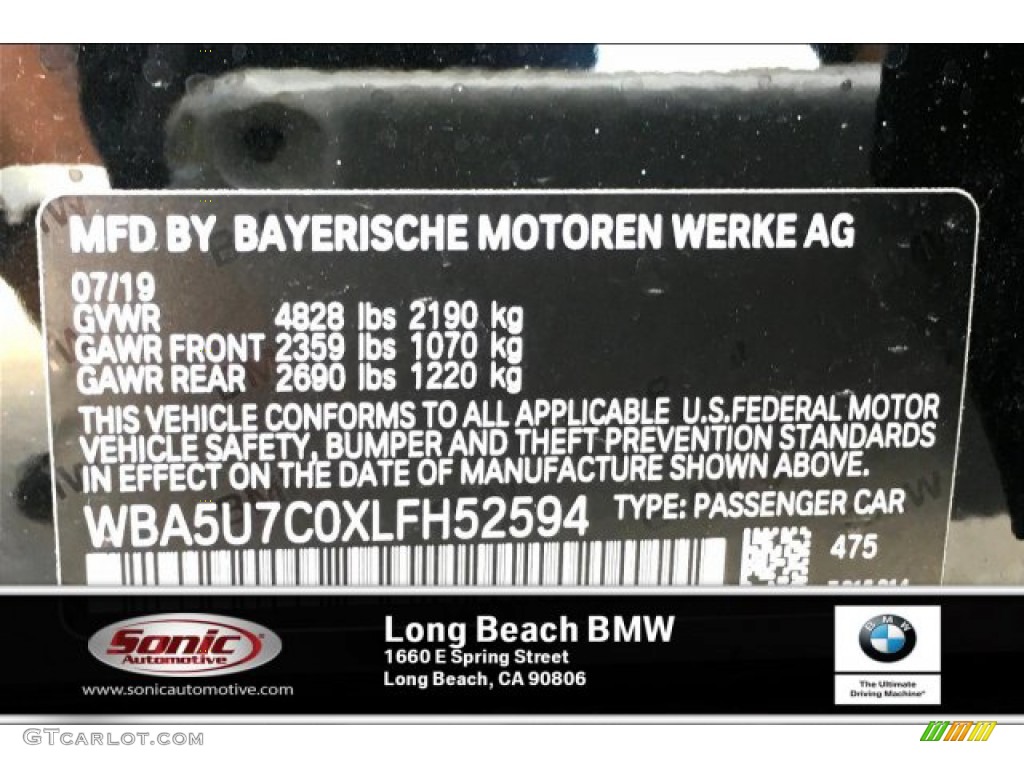 MFD BY BAYERISCHE MOTOREN WERKE AG
07/19
GVWR 4828 lbs 2190 kg
GAWR FRONT 2359 lbs 1070 kg
GAWR REAR 2690 lbs 1220 kg
THIS VEHICLE CONFORMS TO ALL APPLICABLE U.S.FEDERAL MOTOR
VEHICLE SAFETY, BUMPER AND THEFT PREVENTION STANDARDS
IN EFFECT ON THE DATE OF MANUFACTURE SHOWN ABOVE.
WBA5U7C0XLFH52594 TYPE: PASSENGER CAR
475
Sonic
Automotive
www.sonicautomotive.com
Long Beach BMW
1660 E Spring Street
Long Beach, CA 90806
BMW
The Ultimate
Driving Machine®
GTcarlot.com